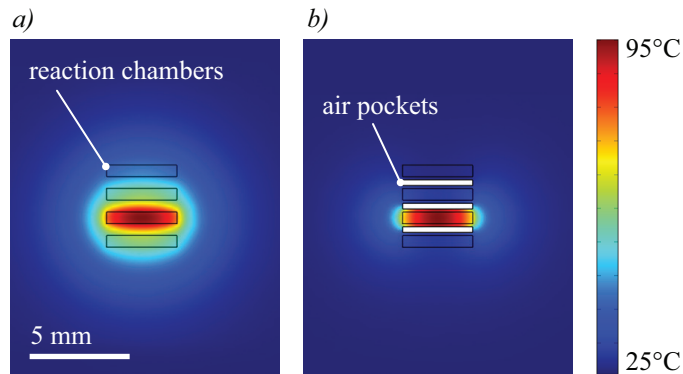 a)
b)
reaction chambers
air pockets
5 mm
95°C
25°C